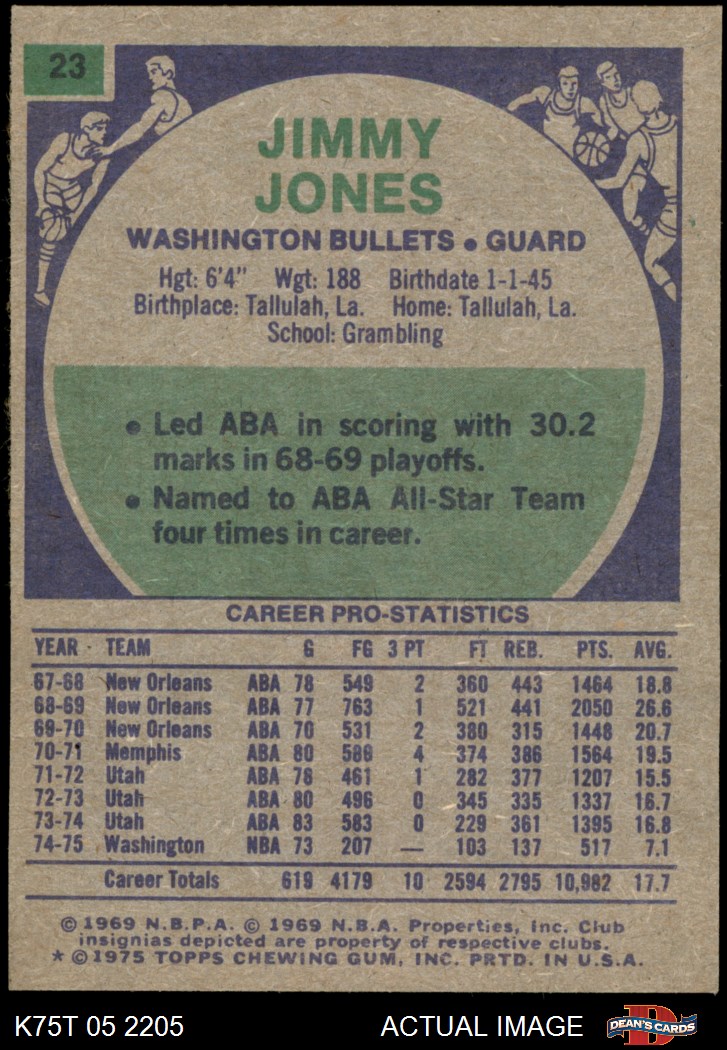 23
JIMMY
JONES
WASHINGTON BULLETS • GUARD
Hgt: 6'4" Wgt: 188 Birthdate 1-1-45
Birthplace: Tallulah, La. Home: Tallulah, La.
School: Grambling
• Led ABA in scoring with 30.2
marks in 68-69 playoffs.
• Named to ABA All-Star Team
four times in career.
CAREER PRO-STATISTICS
YEAR TEAM G FG 3 PT FT REB. PTS. AVG.
67-68 New Orleans ABA 78 549 2 360 443 1464 18.8
68-69 New Orleans ABA 77 763 1 521 441 2050 26.6
69-70 New Orleans ABA 70 531 2 380 315 1448 20.7
70-71 Memphis ABA 80 586 4 374 386 1564 19.5
71-72 Utah ABA 78 461 1 282 377 1207 15.5
72-73 Utah ABA 80 496 0 345 335 1337 16.7
73-74 Utah ABA 83 583 0 229 361 1395 16.8
74-75 Washington NBA 73 207 — 103 137 517 7.1
Career Totals 619 4179 10 2594 2795 10,982 17.7
© 1969 N.B.P.A. © 1969 N.B.A. Properties, Inc. Club
insignias depicted are property of respective clubs.
* © 1975 TOPPS CHEWING GUM, INC. PRTD. IN U.S.A.
K75T 05 2205 ACTUAL IMAGE D DEAN'S CARDS